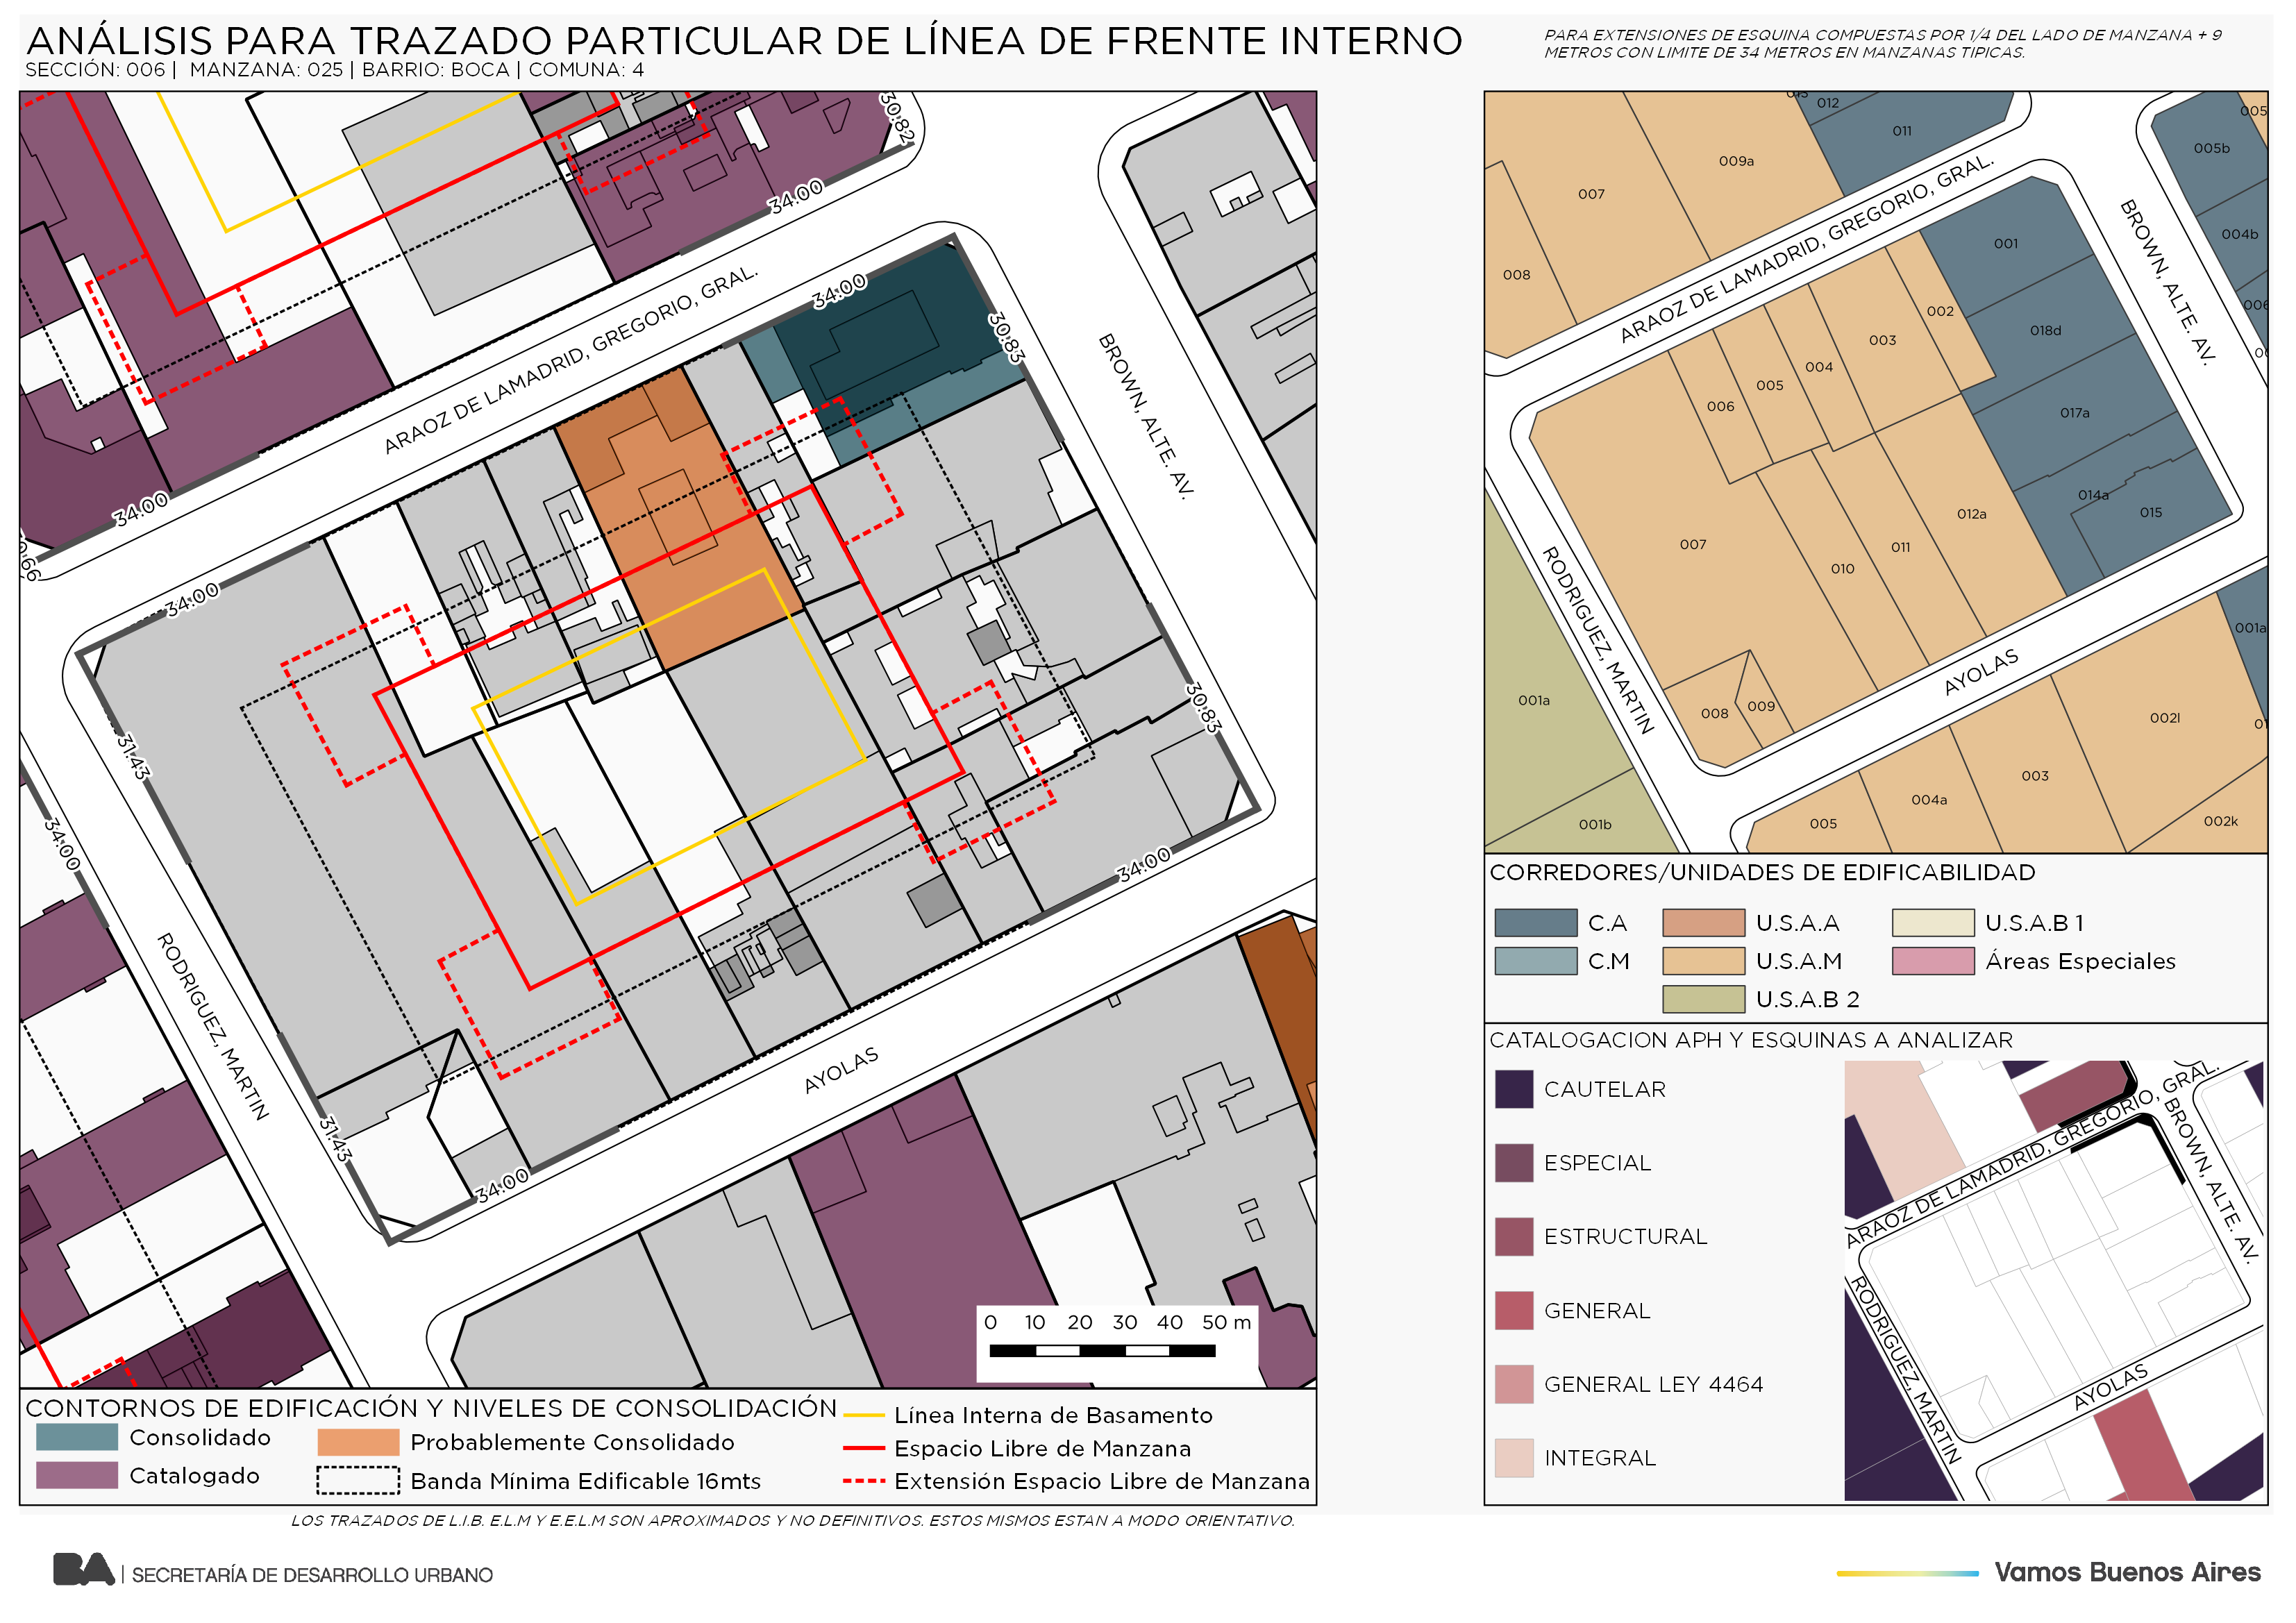 ANÁLISIS PARA TRAZADO PARTICULAR DE LÍNEA DE FRENTE INTERNO
SECCIÓN: 006 | MANZANA: 025 | BARRIO: BOCA | COMUNA: 4
PARA EXTENSIONES DE ESQUINA COMPUESTAS POR 1/4 DEL LADO DE MANZANA + 9
METROS CON LIMITE DE 34 METROS EN MANZANAS TIPICAS.
30.82
34.00
34.00
ARAOZ DE LAMADRID, GREGORIO, GRAL.
34.00
30.83
BROWN, ALTE. AV.
34.00
31.43
34.00
30.83
34.00
RODRIGUEZ, MARTIN
31.43
34.00
AYOLAS
0 10 20 30 40 50 m
CONTORNOS DE EDIFICACIÓN Y NIVELES DE CONSOLIDACIÓN
Consolidado
Catalogado
Probablemente Consolidado
Banda Mínima Edificable 16mts
Línea Interna de Basamento
Espacio Libre de Manzana
Extensión Espacio Libre de Manzana
LOS TRAZADOS DE L.I.B. E.L.M Y E.E.L.M SON APROXIMADOS Y NO DEFINITIVOS. ESTOS MISMOS ESTAN A MODO ORIENTATIVO.
012
011
009a
007
008
005b
004b
ARAOZ DE LAMADRID, GREGORIO, GRAL.
BROWN, ALTE. AV.
001
018d
002
003
004
005
006
017a
014a
015
012a
011
010
007
008
009
RODRIGUEZ, MARTIN
AYOLAS
001a
001b
001a
002l
003
004a
005
002k
CORREDORES/UNIDADES DE EDIFICABILIDAD
C.A
C.M
U.S.A.A
U.S.A.M
U.S.A.B 2
U.S.A.B 1
Áreas Especiales
CATALOGACION APH Y ESQUINAS A ANALIZAR
CAUTELAR
ESPECIAL
ESTRUCTURAL
GENERAL
GENERAL LEY 4464
INTEGRAL
ARAOZ DE LAMADRID, GREGORIO, GRAL.
BROWN, ALTE. AV.
RODRIGUEZ, MARTIN
AYOLAS
BA | SECRETARÍA DE DESARROLLO URBANO
Vamos Buenos Aires